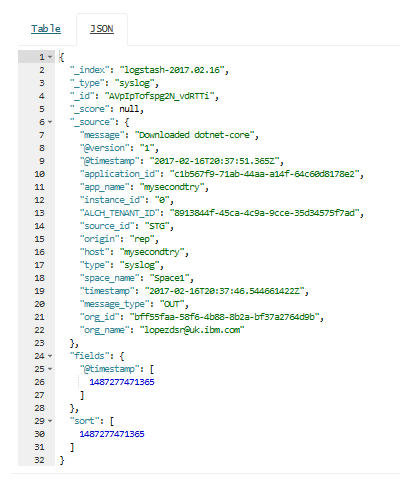 Table JSON
1 {
2 "_index": "logstash-2017.02.16",
3 "_type": "syslog",
4 "_id": "AVpIpTofspg2N_vdRTTi",
5 "_score": null,
6 "_source": {
7 "message": "Downloaded dotnet-core",
8 "@version": "1",
9 "@timestamp": "2017-02-16T20:37:51.365Z",
10 "application_id": "c1b567f9-71ab-44aa-a14f-64c60d8178e2",
11 "app_name": "mysecondtry",
12 "instance_id": "0",
13 "ALCH_TENANT_ID": "8913844f-45ca-4c9a-9cce-35d34575f7ad",
14 "source_id": "STG",
15 "origin": "rep",
16 "host": "mysecondtry",
17 "type": "syslog",
18 "space_name": "Space1",
19 "timestamp": "2017-02-16T20:37:46.544661422Z",
20 "message_type": "OUT",
21 "org_id": "bff55faa-58f6-4b88-8b2a-bf37a2764d9b",
22 "org_name": "lopezdsr@uk.ibm.com"
23 },
24 "fields": {
25 "@timestamp": [
26 1487277471365
27 ]
28 },
29 "sort": [
30 1487277471365
31 ]
32 }